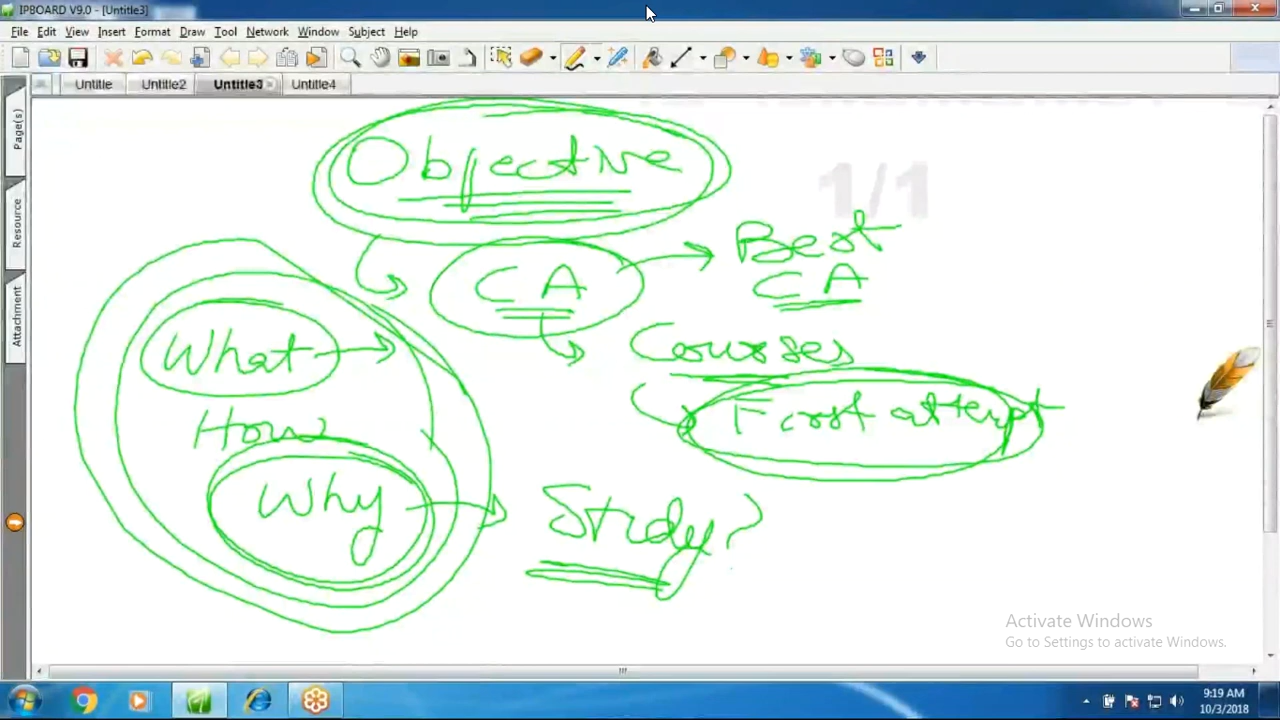 IPBOARD V9.0 - [Untitle3]
File Edit View Insert Format Draw Tool Network Window Subject Help
Untitle Untitle2 Untitle3 Untitle4
Page(s)
Resource
Attachment
1/1
Objective
CA
Best
CA
What
Courses
How
First attempt
Why
Study?
Activate Windows
Go to Settings to activate Windows.
9:19 AM
10/3/2018